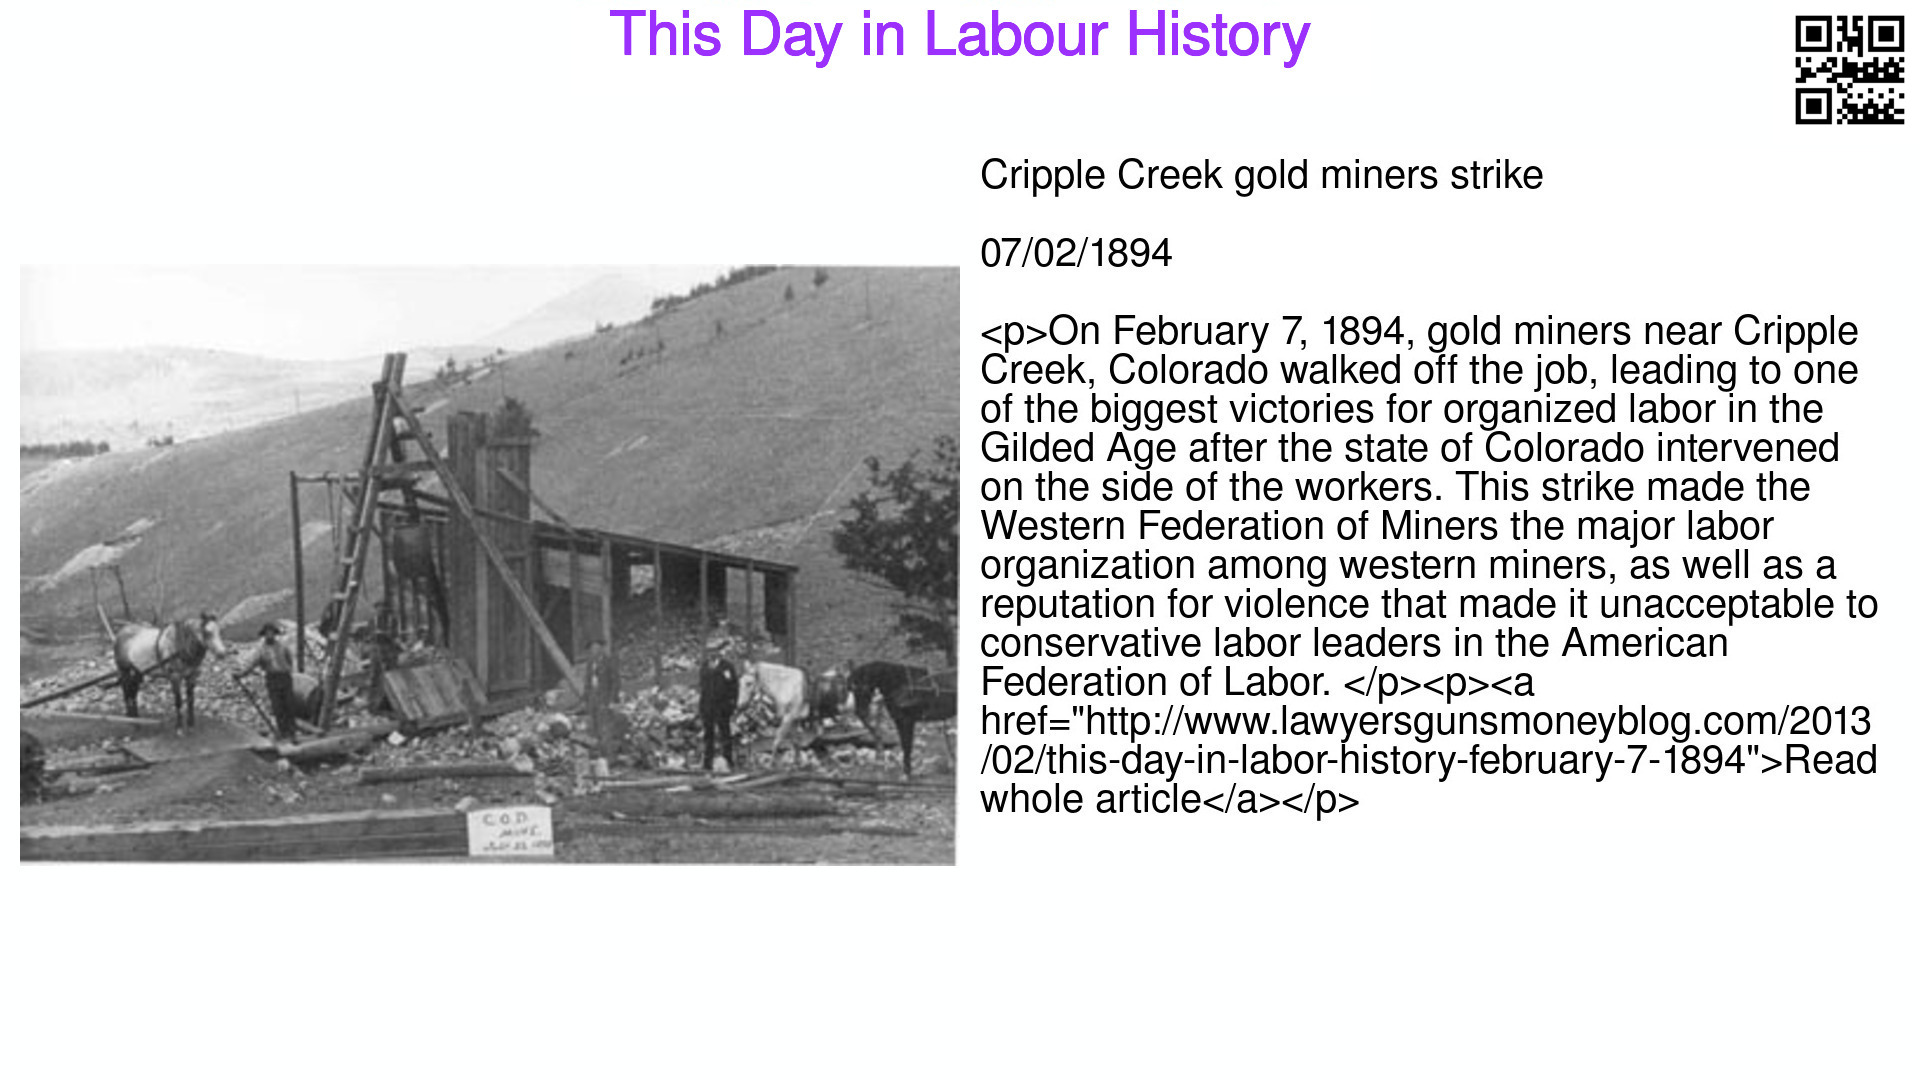 This Day in Labour History
Cripple Creek gold miners strike
07/02/1894
<p>On February 7, 1894, gold miners near Cripple
Creek, Colorado walked off the job, leading to one
of the biggest victories for organized labor in the
Gilded Age after the state of Colorado intervened
on the side of the workers. This strike made the
Western Federation of Miners the major labor
organization among western miners, as well as a
reputation for violence that made it unacceptable to
conservative labor leaders in the American
Federation of Labor. </p><p><a
href="http://www.lawyersgunsmoneyblog.com/2013
/02/this-day-in-labor-history-february-7-1894">Read
whole article</a></p>
C.O.D.
MINE.